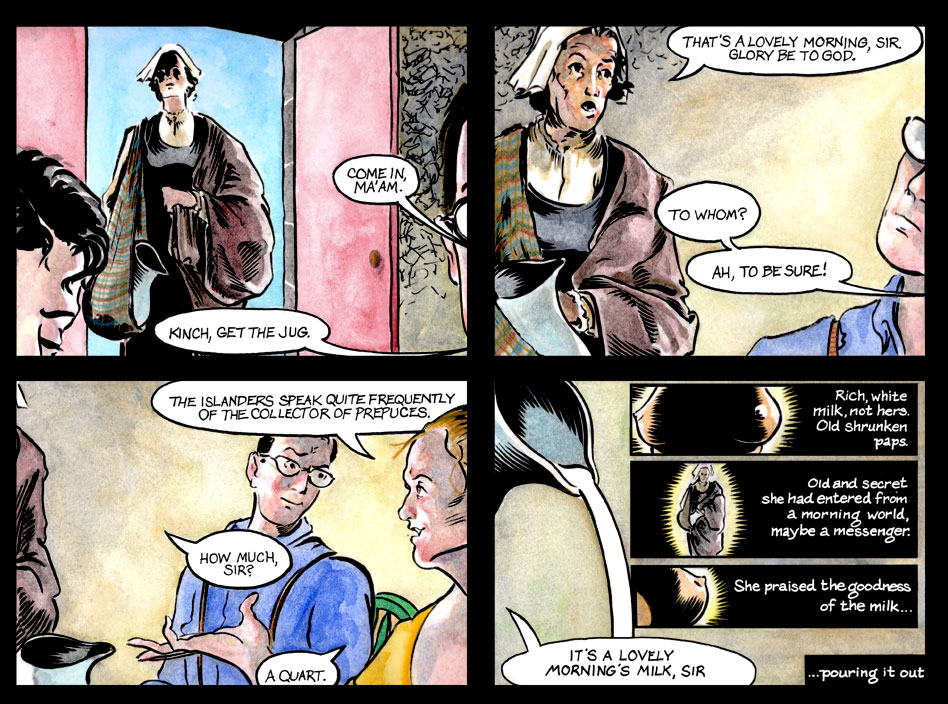 COME IN,
MA'AM.
KINCH, GET THE JUG.
THAT'S A LOVELY MORNING, SIR.
GLORY BE TO GOD.
TO WHOM?
AH, TO BE SURE!
THE ISLANDERS SPEAK QUITE FREQUENTLY
OF THE COLLECTOR OF PREPUCES.
HOW MUCH,
SIR?
A QUART.
Rich, white
milk, not hers.
Old shrunken
paps.
Old and secret
she had entered from
a morning world,
maybe a messenger.
She praised the goodness
of the milk...
IT'S A LOVELY
MORNING'S MILK, SIR
...pouring it out